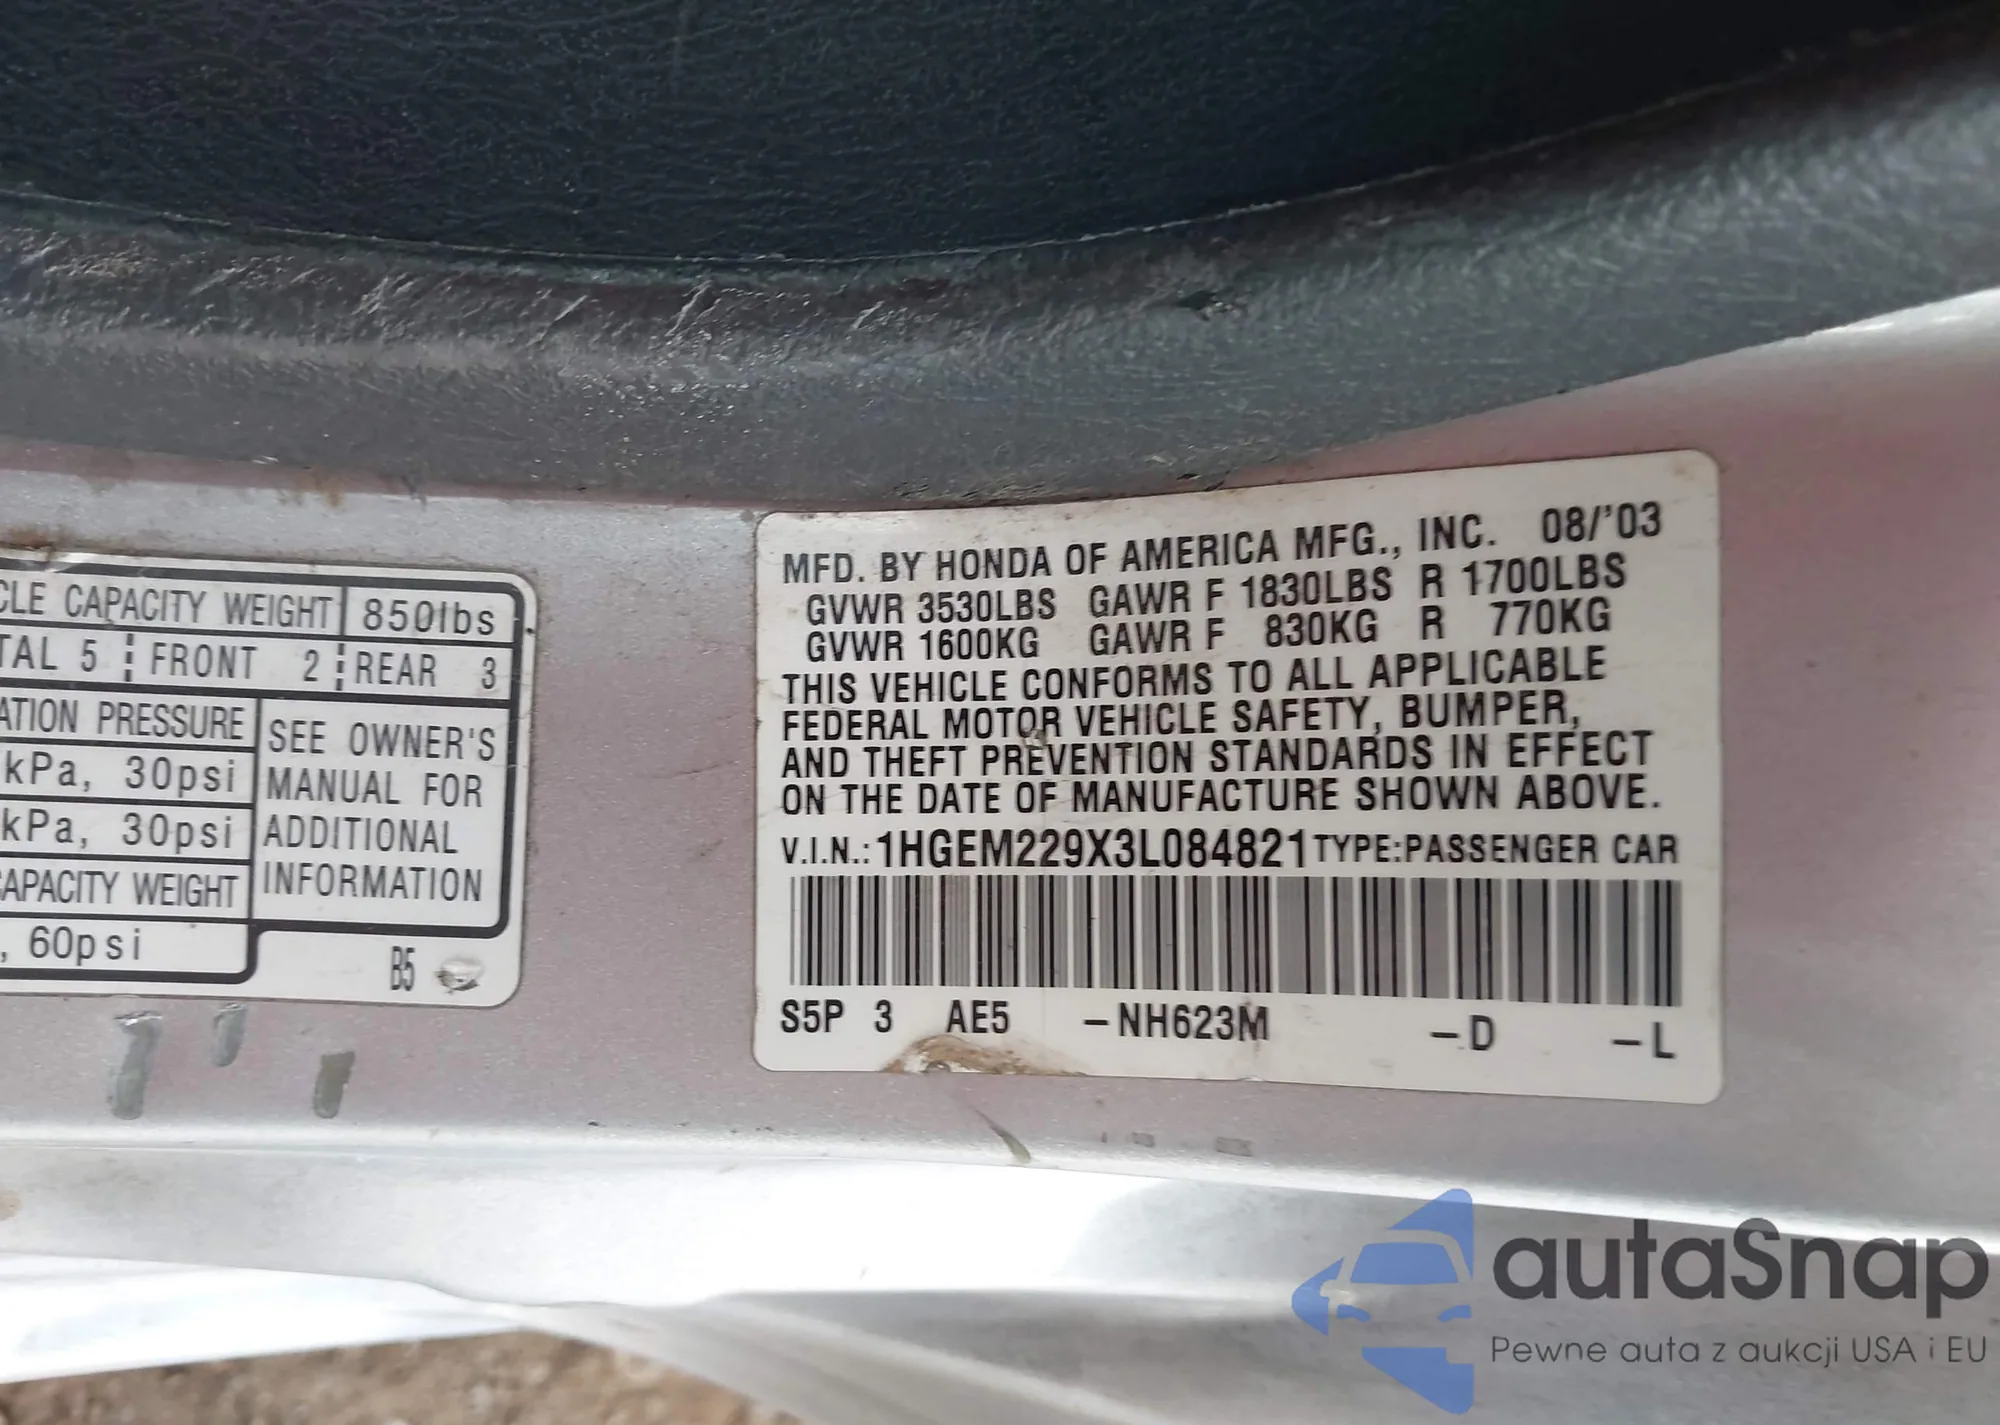 CLE CAPACITY WEIGHT 850lbs
TAL 5 FRONT 2 REAR 3
ATION PRESSURE
kPa, 30psi
kPa, 30psi
CAPACITY WEIGHT
, 60psi
SEE OWNER'S
MANUAL FOR
ADDITIONAL
INFORMATION
B5
MFD. BY HONDA OF AMERICA MFG., INC. 08/'03
GVWR 3530LBS GAWR F 1830LBS R 1700LBS
GVWR 1600KG GAWR F 830KG R 770KG
THIS VEHICLE CONFORMS TO ALL APPLICABLE
FEDERAL MOTOR VEHICLE SAFETY, BUMPER,
AND THEFT PREVENTION STANDARDS IN EFFECT
ON THE DATE OF MANUFACTURE SHOWN ABOVE.
V.I.N.: 1HGEM229X3L084821 TYPE:PASSENGER CAR
S5P 3 AE5 -NH623M -D -L
autaSnap
Pewne auta z aukcji USA i EU